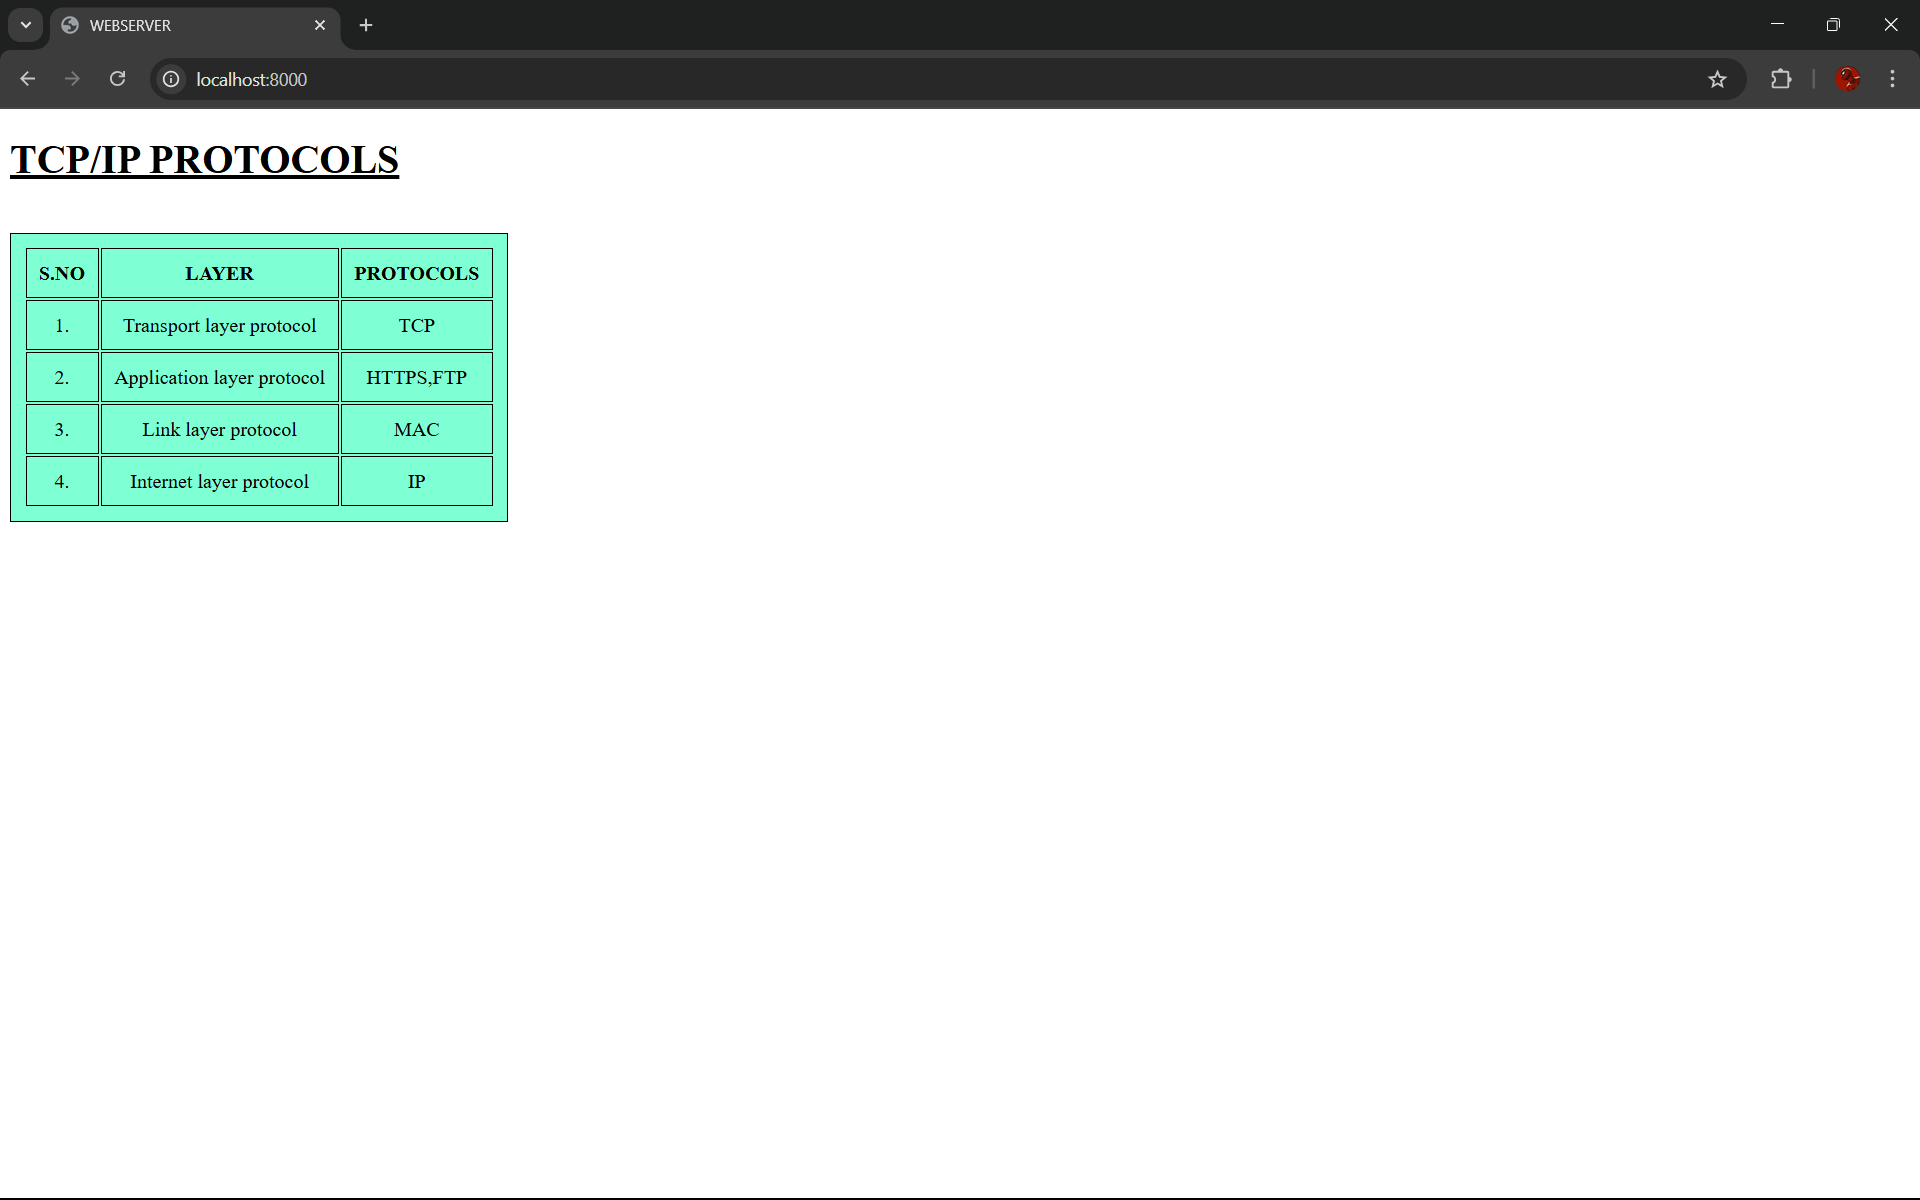 WEBSERVER
localhost:8000
TCP/IP PROTOCOLS
S.NO LAYER PROTOCOLS
1. Transport layer protocol TCP
2. Application layer protocol HTTPS,FTP
3. Link layer protocol MAC
4. Internet layer protocol IP